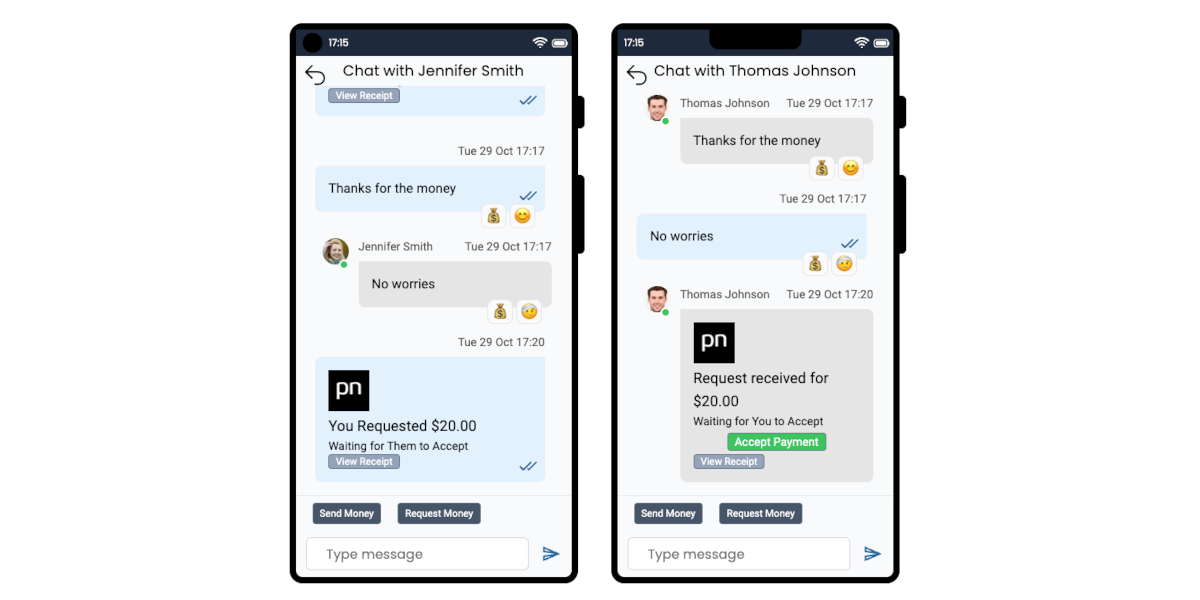 17:15
Chat with Jennifer Smith
View Receipt
Tue 29 Oct 17:17
Thanks for the money
Jennifer Smith Tue 29 Oct 17:17
No worries
Tue 29 Oct 17:20
pn
You Requested $20.00
Waiting for Them to Accept
View Receipt
Send Money Request Money
Type message
17:15
Chat with Thomas Johnson
Thomas Johnson Tue 29 Oct 17:17
Thanks for the money
Tue 29 Oct 17:17
No worries
Thomas Johnson Tue 29 Oct 17:20
pn
Request received for
$20.00
Waiting for You to Accept
Accept Payment
View Receipt
Send Money Request Money
Type message